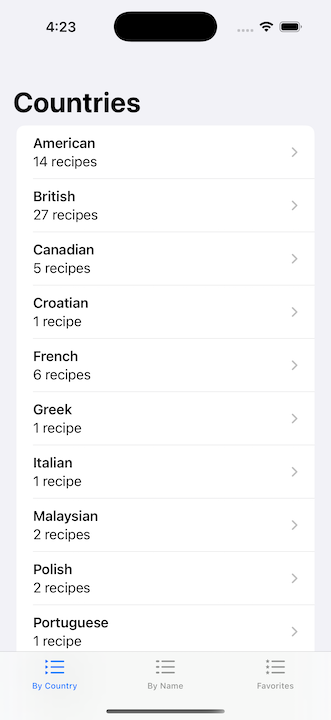 4:23
Countries
American
14 recipes
British
27 recipes
Canadian
5 recipes
Croatian
1 recipe
French
6 recipes
Greek
1 recipe
Italian
1 recipe
Malaysian
2 recipes
Polish
2 recipes
Portuguese
1 recipe
By Country By Name Favorites